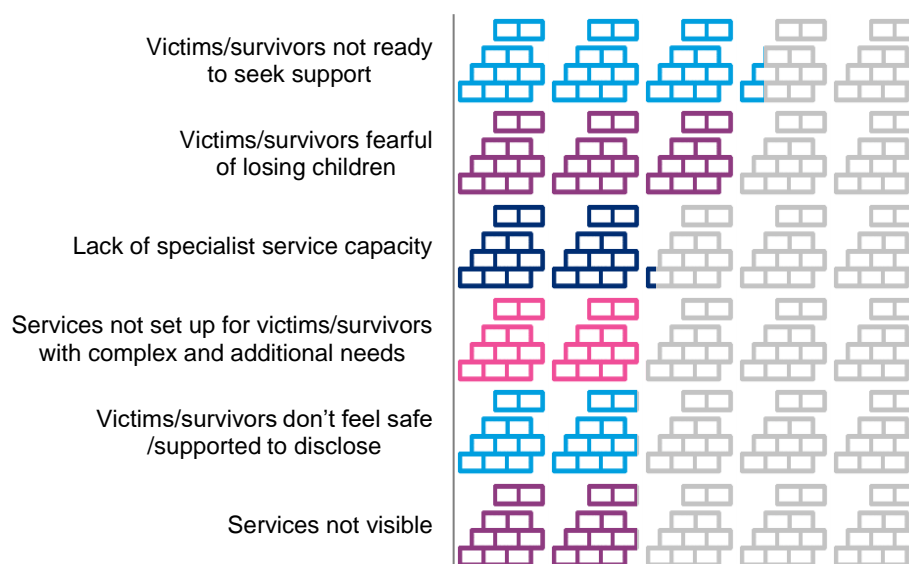 Victims/survivors not ready
to seek support
Victims/survivors fearful
of losing children
Lack of specialist service capacity
Services not set up for victims/survivors
with complex and additional needs
Victims/survivors don’t feel safe
/supported to disclose
Services not visible